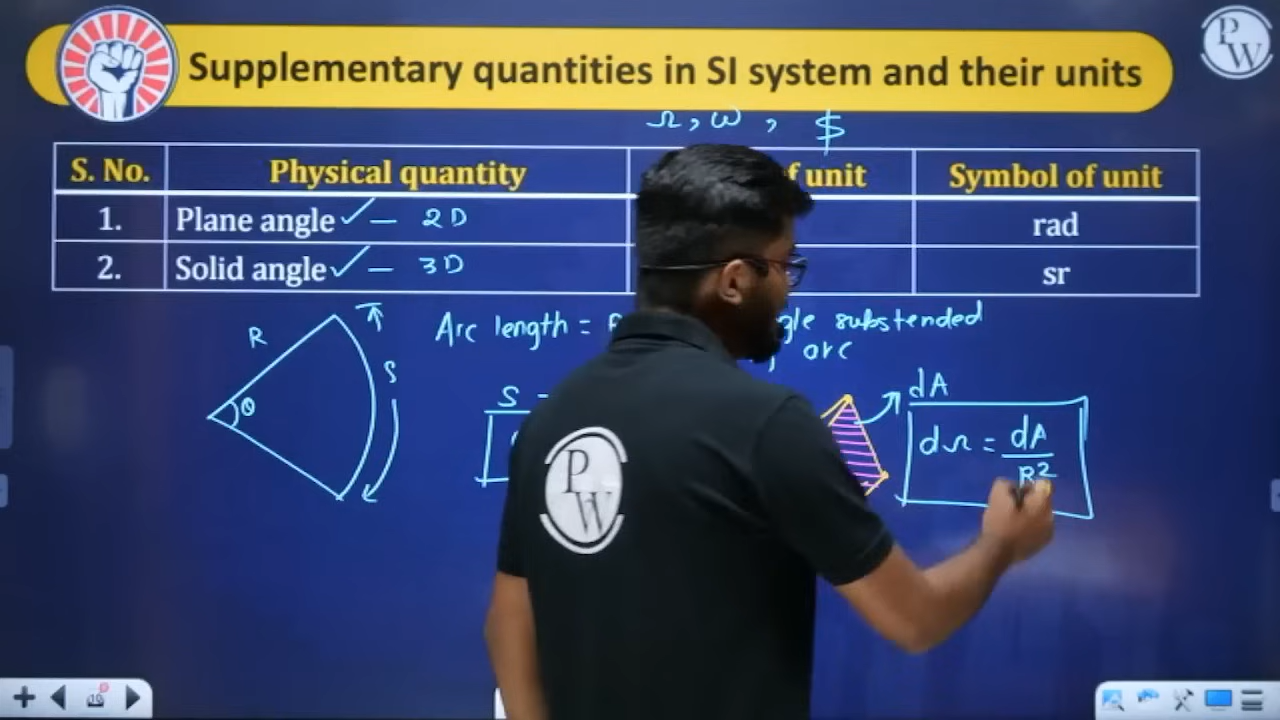 Supplementary quantities in SI system and their units
PW
Ω, ω, $
S. No. Physical quantity f unit Symbol of unit
1. Plane angle ✓ — 2D rad
2. Solid angle ✓ — 3D sr
R
θ
S
Arc length = gle substended
arc
S
dA
dΩ = dA
R²
PW
10